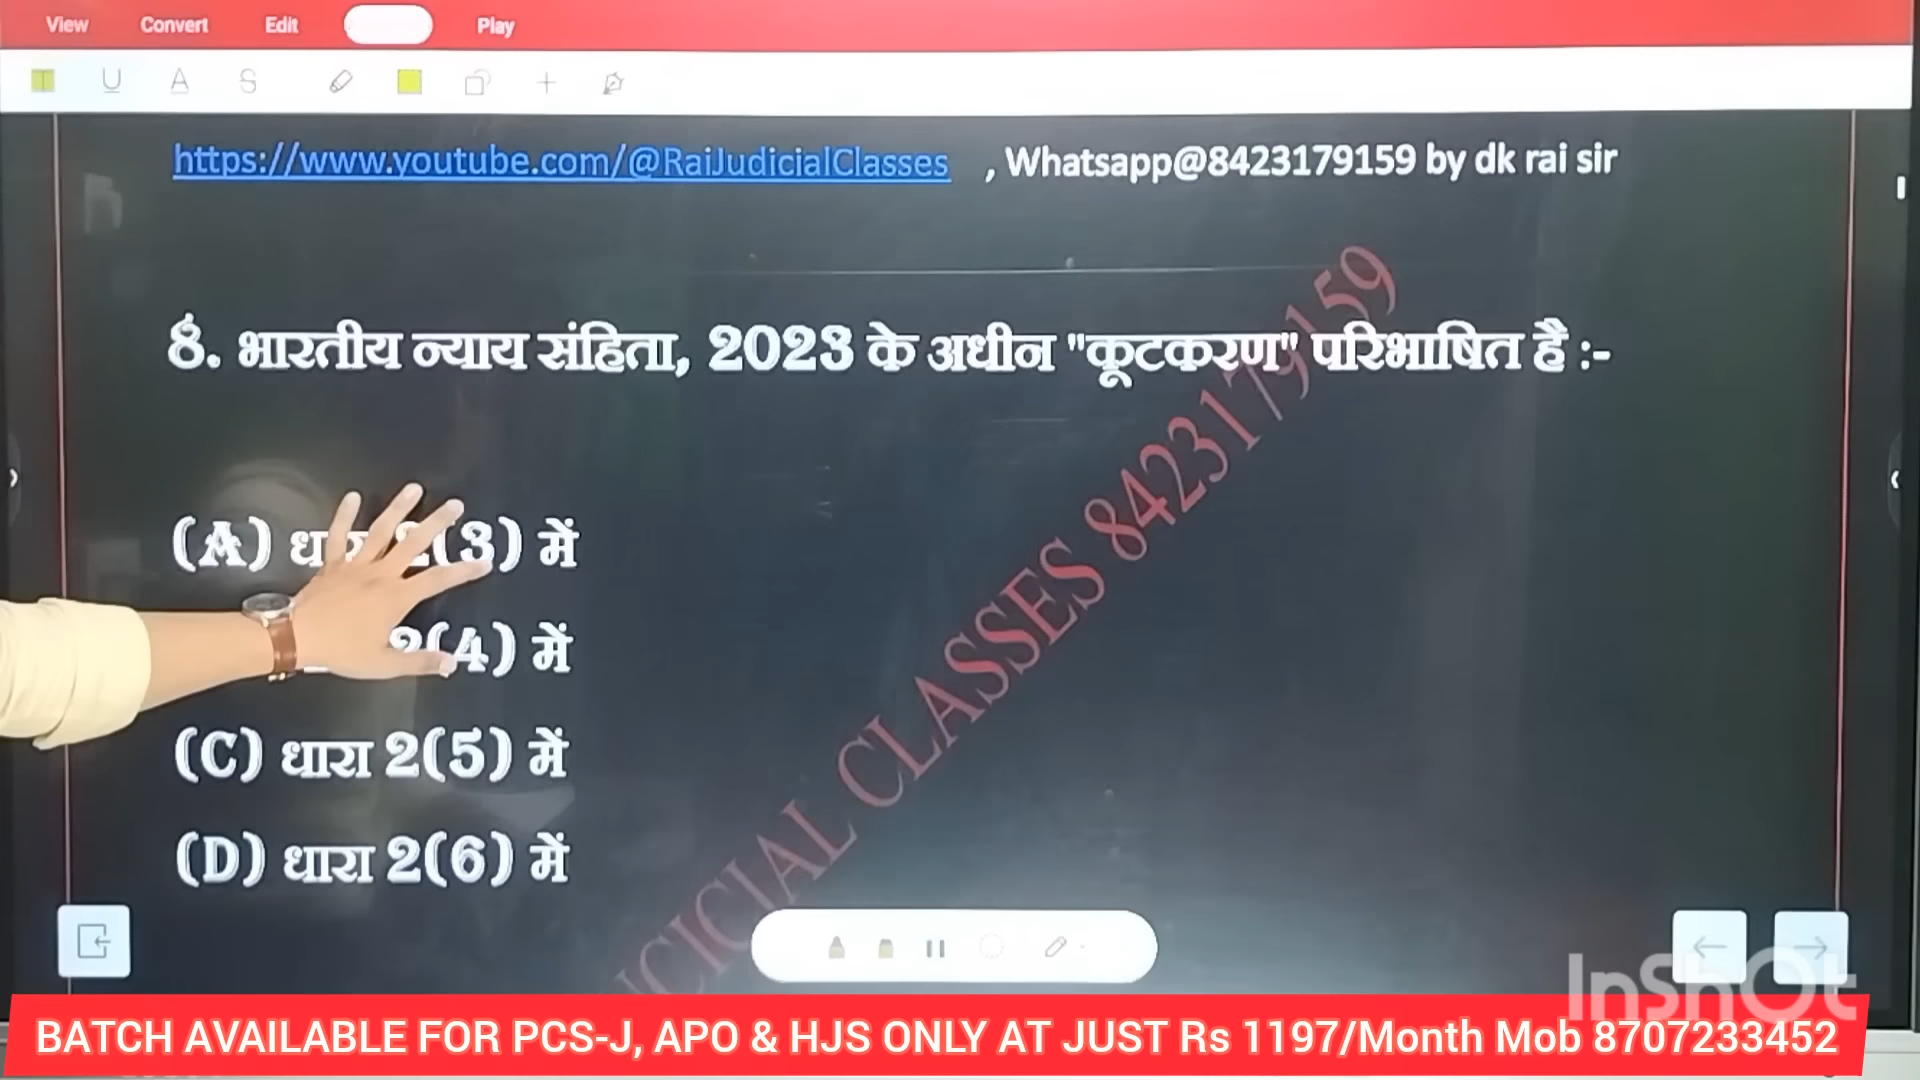 View Convert Edit Play
T U A S
https://www.youtube.com/@RaiJudicialClasses , Whatsapp@8423179159 by dk rai sir
8. भारतीय न्याय संहिता, 2023 के अधीन "कूटकरण" परिभाषित है :-
(A) धारा 2(3) में
2(4) में
(C) धारा 2(5) में
(D) धारा 2(6) में
CLASSES 8423179159
InShOt
BATCH AVAILABLE FOR PCS-J, APO & HJS ONLY AT JUST Rs 1197/Month Mob 8707233452